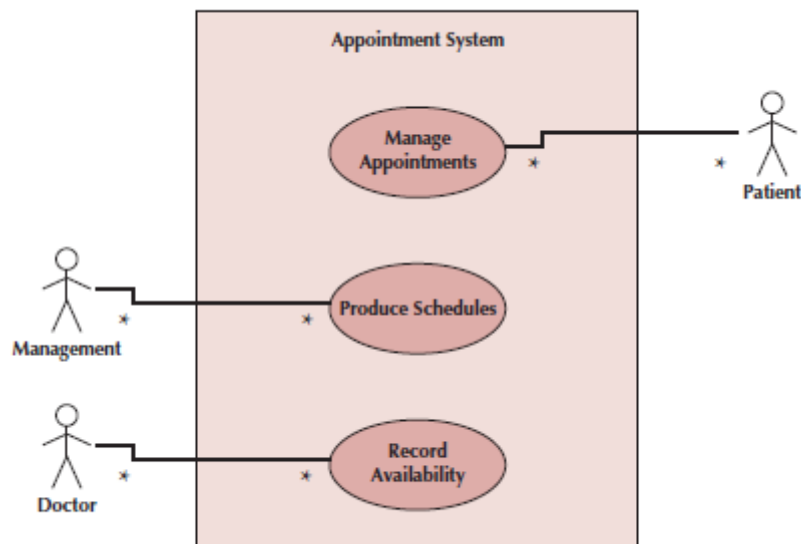 Appointment System
Manage
Appointments
* *
Patient
Produce Schedules
* *
Management
Record
Availability
* *
Doctor